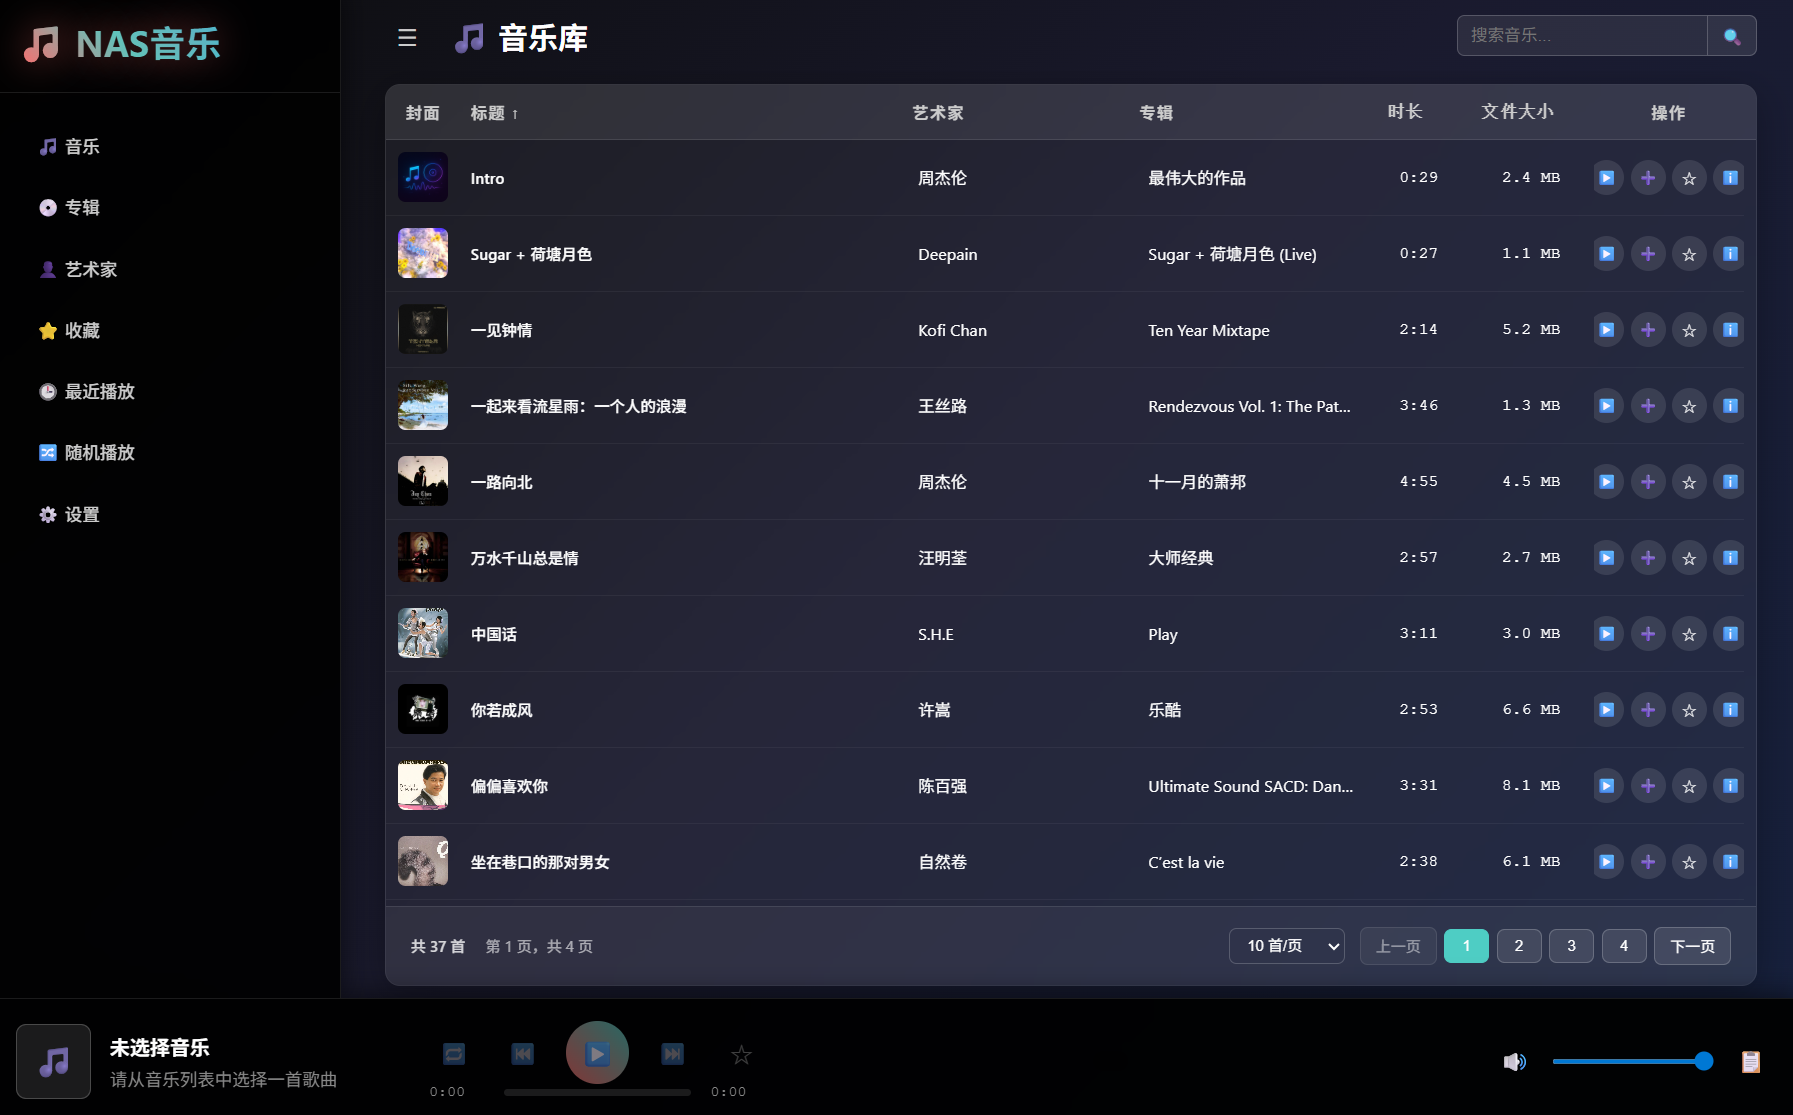 NAS音乐
音乐
专辑
艺术家
收藏
最近播放
随机播放
设置
音乐库
搜索音乐...
封面 标题 ↑ 艺术家 专辑 时长 文件大小 操作
Intro 周杰伦 最伟大的作品 0:29 2.4 MB
Sugar + 荷塘月色 Deepain Sugar + 荷塘月色 (Live) 0:27 1.1 MB
一见钟情 Kofi Chan Ten Year Mixtape 2:14 5.2 MB
一起来看流星雨：一个人的浪漫 王丝路 Rendezvous Vol. 1: The Pat... 3:46 1.3 MB
一路向北 周杰伦 十一月的萧邦 4:55 4.5 MB
万水千山总是情 汪明荃 大师经典 2:57 2.7 MB
中国话 S.H.E Play 3:11 3.0 MB
你若成风 许嵩 乐酷 2:53 6.6 MB
偏偏喜欢你 陈百强 Ultimate Sound SACD: Dan... 3:31 8.1 MB
坐在巷口的那对男女 自然卷 C'est la vie 2:38 6.1 MB
共 37 首 第 1 页，共 4 页 10 首/页 上一页 1 2 3 4 下一页
未选择音乐
请从音乐列表中选择一首歌曲
0:00 0:00